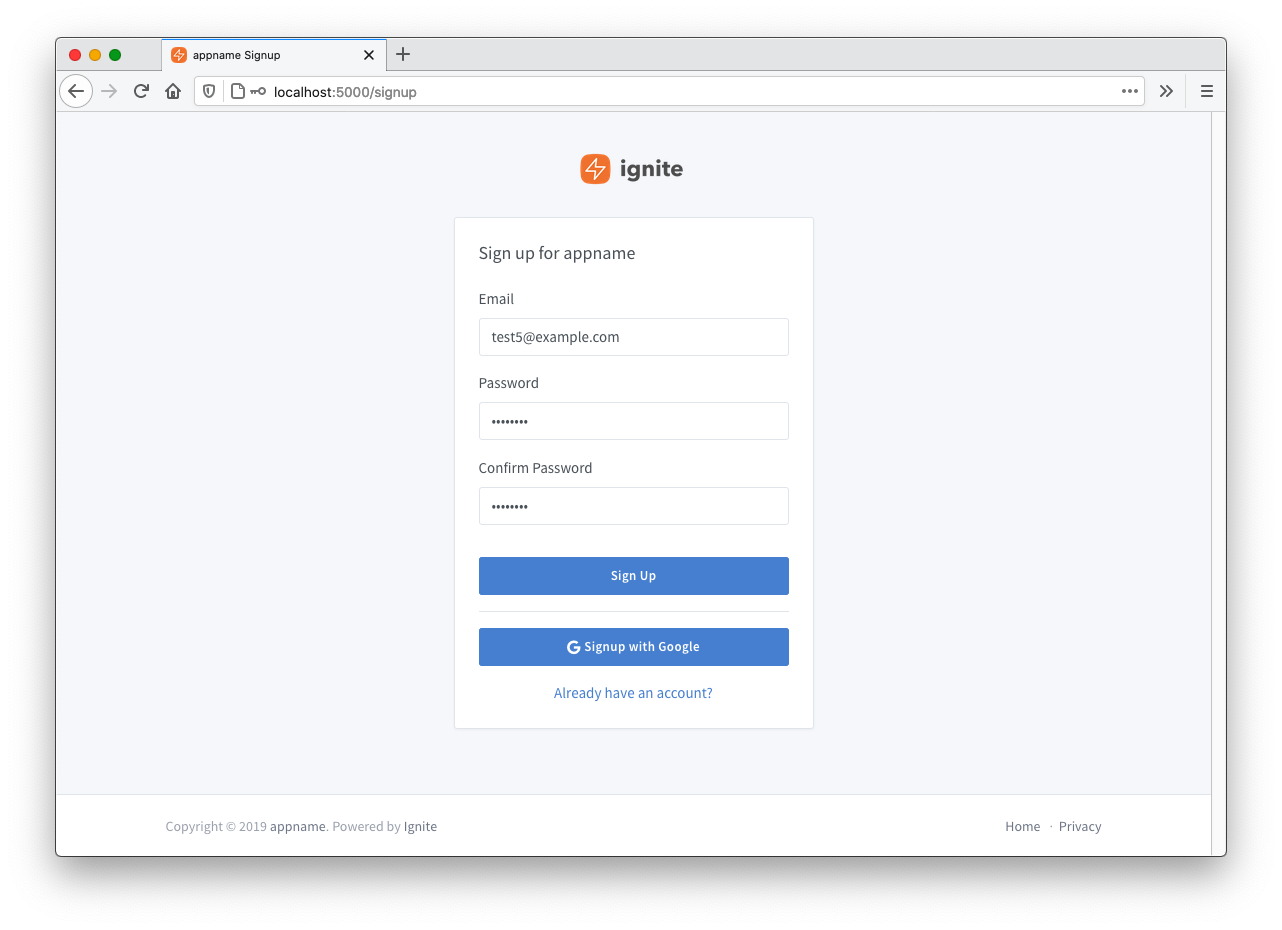 appname Signup
localhost:5000/signup
ignite
Sign up for appname
Email
test5@example.com
Password
••••••••
Confirm Password
••••••••
Sign Up
Signup with Google
Already have an account?
Copyright © 2019 appname. Powered by Ignite
Home · Privacy